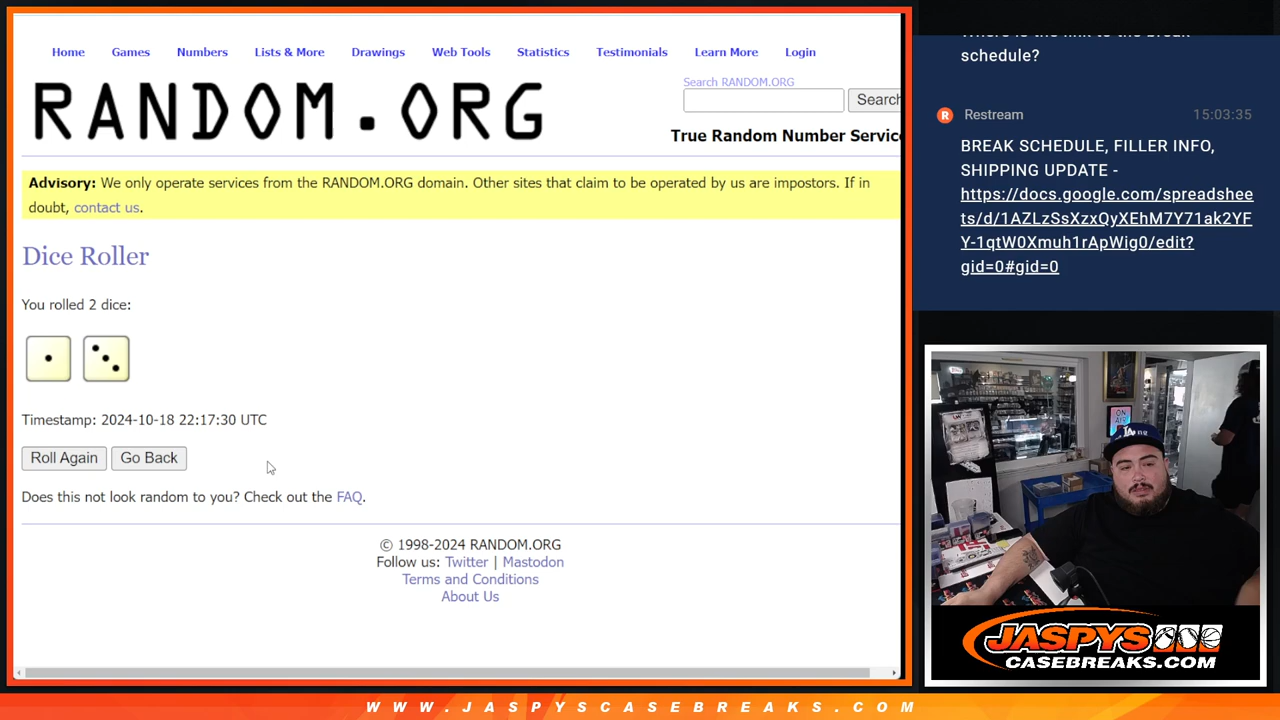 Home Games Numbers Lists & More Drawings Web Tools Statistics Testimonials Learn More Login
RANDOM.ORG
Search RANDOM.ORG
Search
True Random Number Service
Advisory: We only operate services from the RANDOM.ORG domain. Other sites that claim to be operated by us are impostors. If in
doubt, contact us.
Dice Roller
You rolled 2 dice:
Timestamp: 2024-10-18 22:17:30 UTC
Roll Again Go Back
Does this not look random to you? Check out the FAQ.
© 1998-2024 RANDOM.ORG
Follow us: Twitter | Mastodon
Terms and Conditions
About Us
schedule?
R Restream 15:03:35
BREAK SCHEDULE, FILLER INFO,
SHIPPING UPDATE -
https://docs.google.com/spreadshee
ts/d/1AZLzSsXzxQyXEhM7Y71ak2YF
Y-1qtW0Xmuh1rApWig0/edit?
gid=0#gid=0
ON
AIR
JASPYS
CASEBREAKS.COM
WWW.JASPYSCASEBREAKS.COM